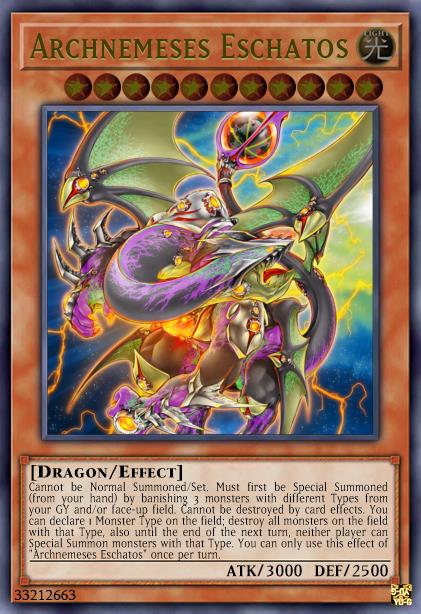 ARCHNEMESES ESCHATOS
LIGHT
光
[DRAGON/EFFECT]
Cannot be Normal Summoned/Set. Must first be Special Summoned
(from your hand) by banishing 3 monsters with different Types from
your GY and/or face-up field. Cannot be destroyed by card effects. You
can declare 1 Monster Type on the field; destroy all monsters on the field
with that Type, also until the end of the next turn, neither player can
Special Summon monsters with that Type. You can only use this effect of
"Archnemeses Eschatos" once per turn.
ATK/3000 DEF/2500
33212663